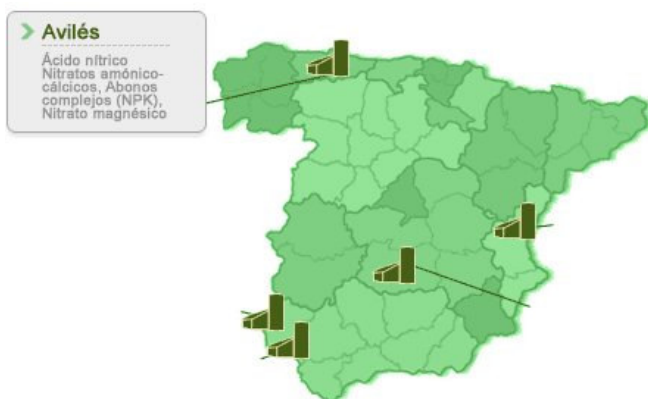 Avilés
Ácido nítrico
Nitratos amónico-
cálcicos, Abonos
complejos (NPK),
Nitrato magnésico